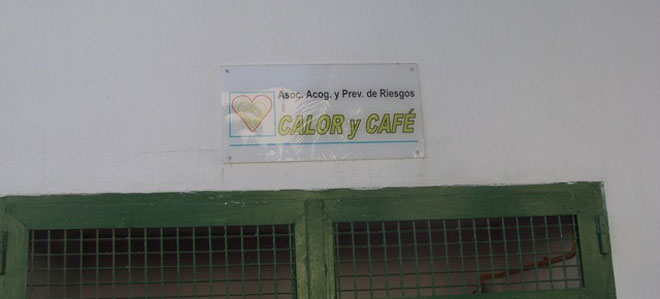 Asoc. Acog. y Prev. de Riesgos
CALOR y CAFÉ